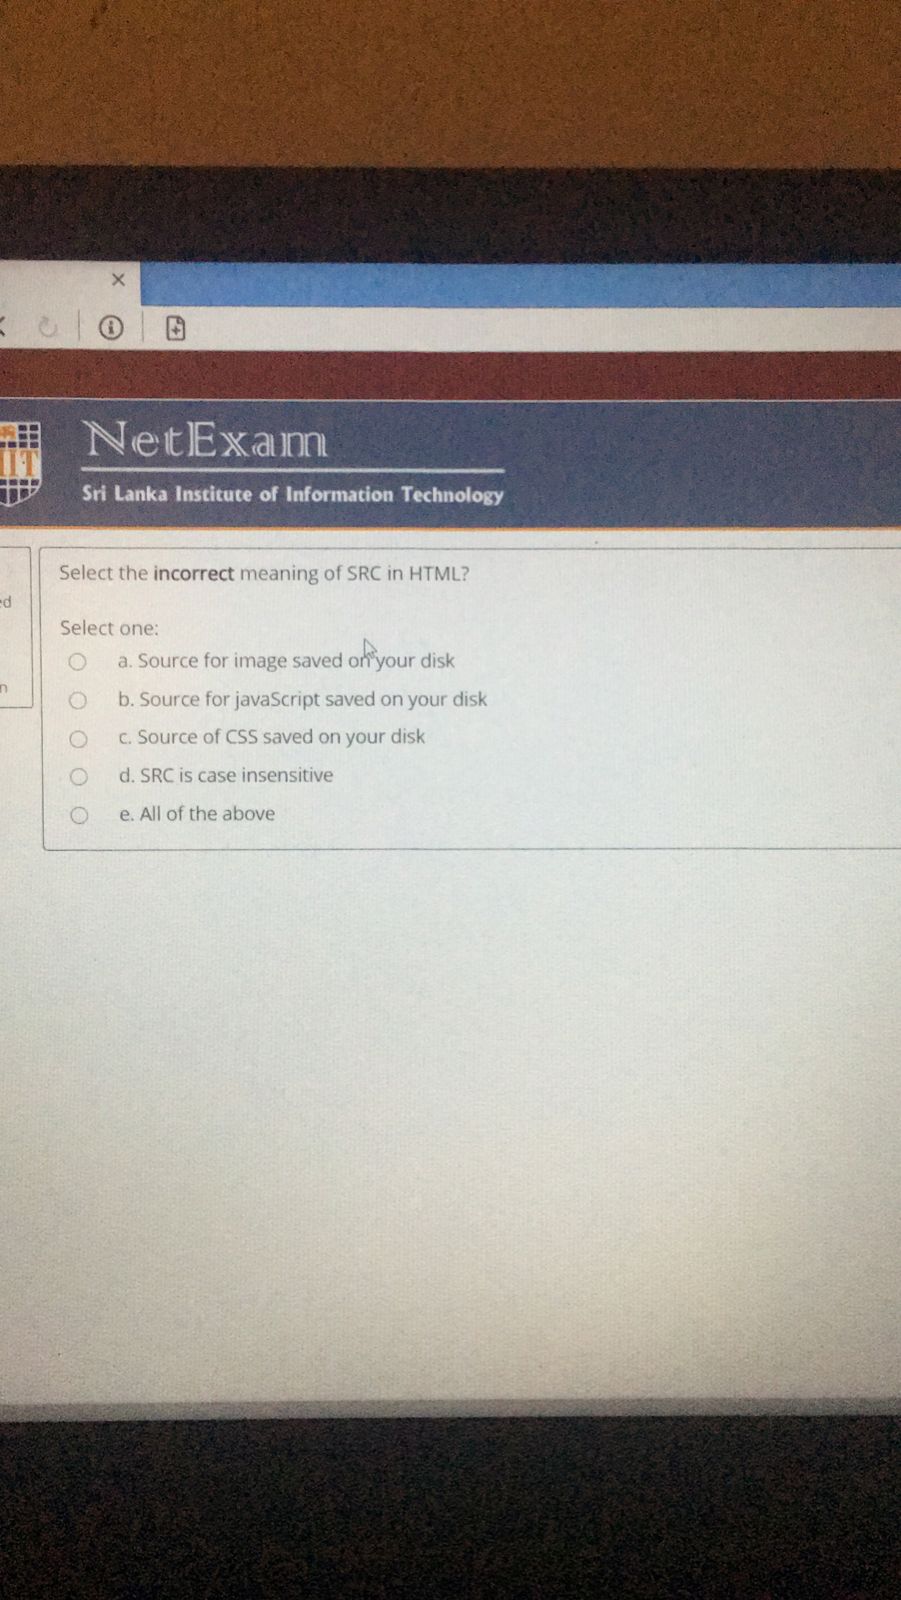 NetExam
IIT
Sri Lanka Institute of Information Technology
Select the incorrect meaning of SRC in HTML?
Select one:
a. Source for image saved on your disk
b. Source for javaScript saved on your disk
c. Source of CSS saved on your disk
d. SRC is case insensitive
e. All of the above